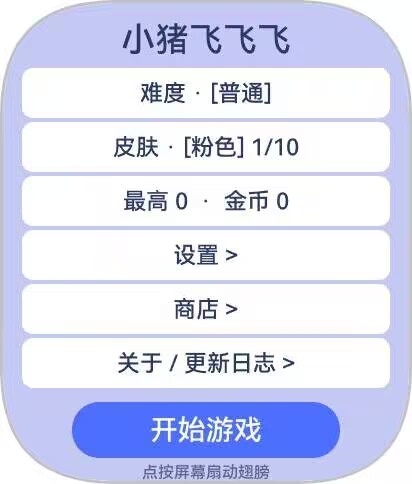 小猪飞飞飞
难度 · [普通]
皮肤 · [粉色] 1/10
最高 0 · 金币 0
设置 >
商店 >
关于 / 更新日志 >
开始游戏
点按屏幕扇动翅膀